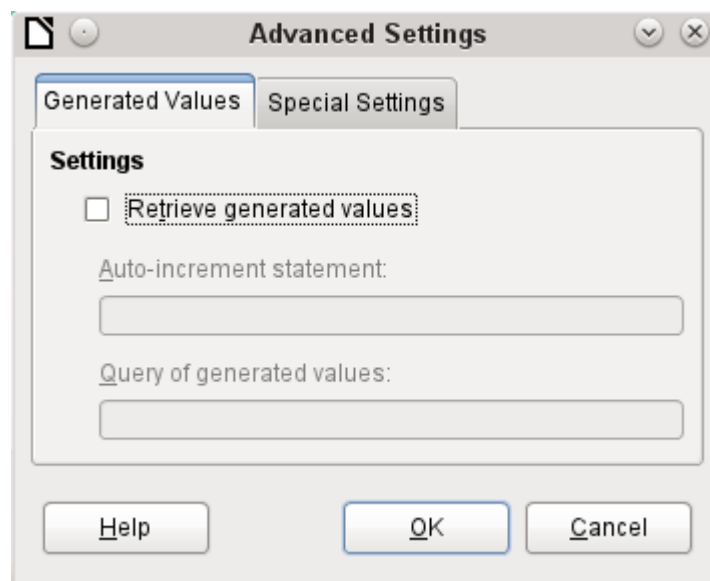 Advanced Settings
Generated Values Special Settings
Settings
Retrieve generated values
Auto-increment statement:
Query of generated values:
Help OK Cancel